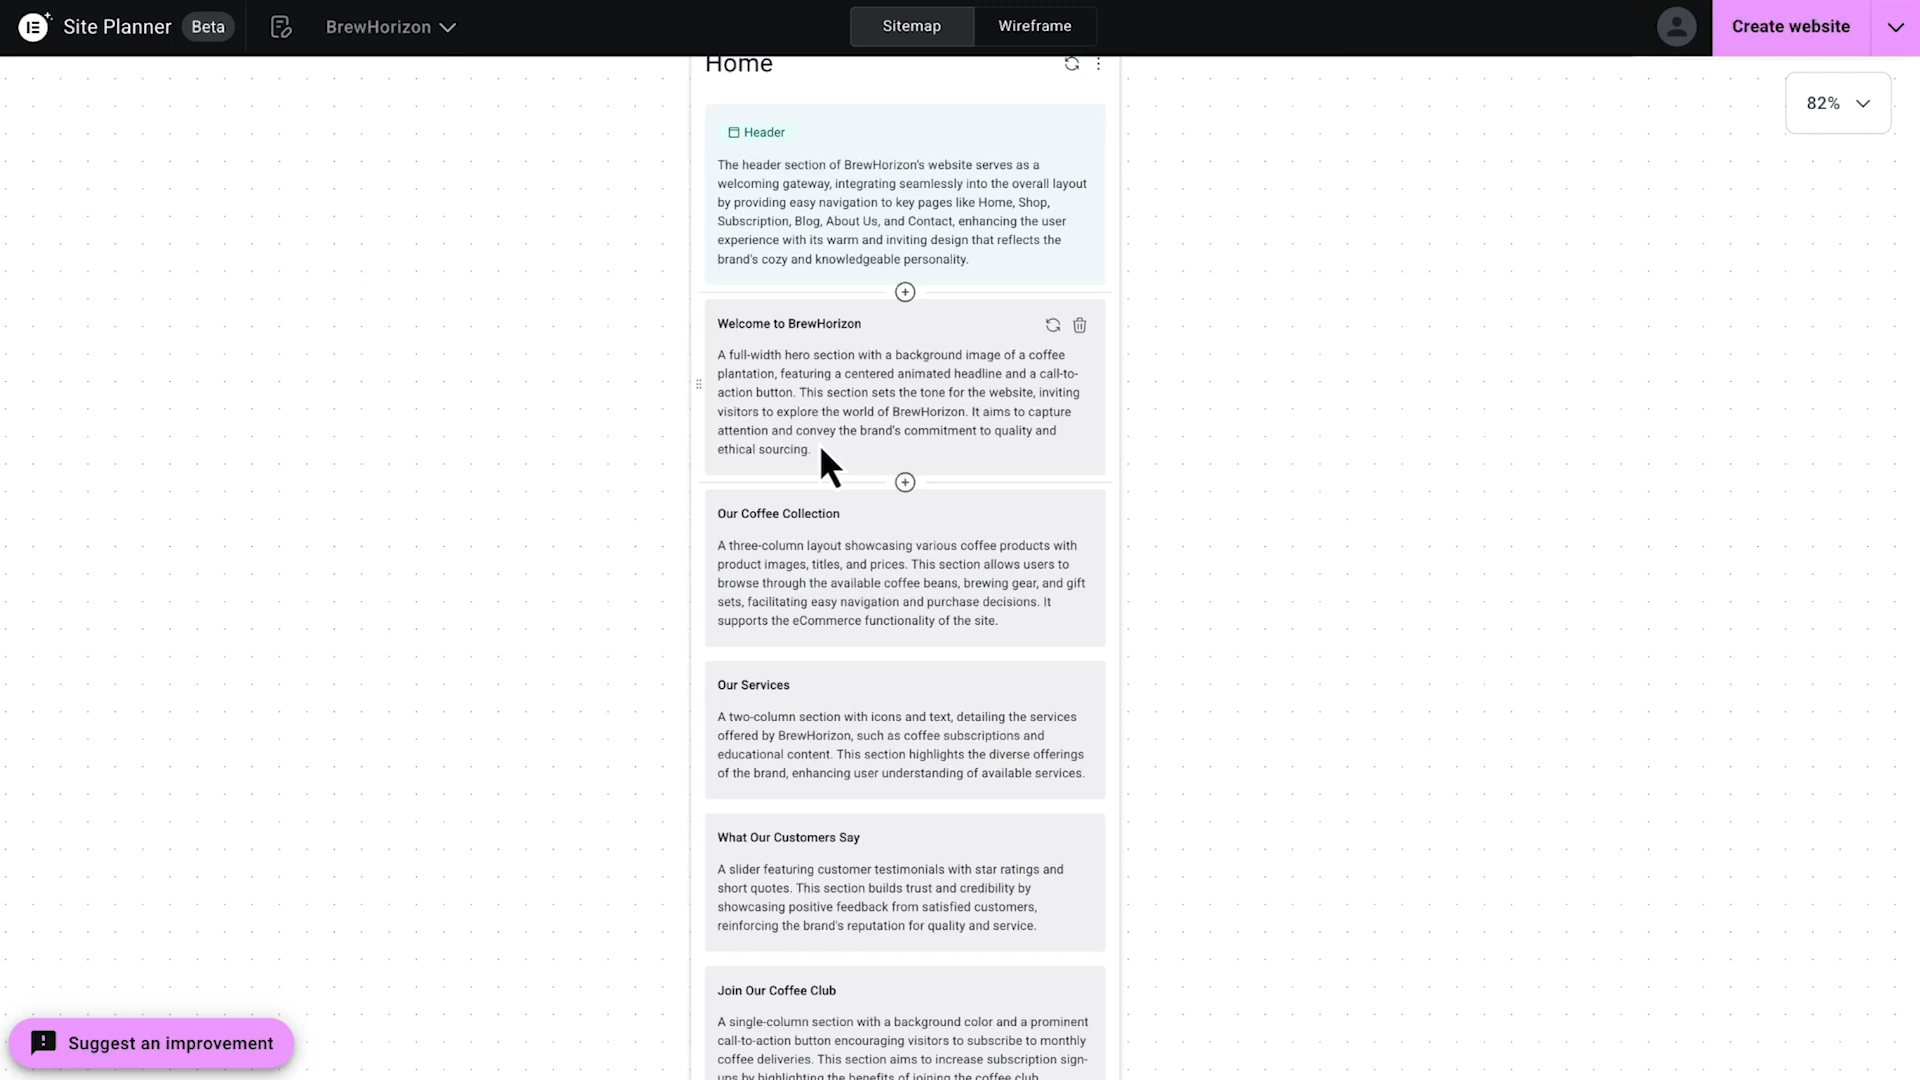 Site Planner Beta BrewHorizon Sitemap Wireframe Create website
82%
Home
Header
The header section of BrewHorizon's website serves as a
welcoming gateway, integrating seamlessly into the overall layout
by providing easy navigation to key pages like Home, Shop,
Subscription, Blog, About Us, and Contact, enhancing the user
experience with its warm and inviting design that reflects the
brand's cozy and knowledgeable personality.
Welcome to BrewHorizon
A full-width hero section with a background image of a coffee
plantation, featuring a centered animated headline and a call-to-
action button. This section sets the tone for the website, inviting
visitors to explore the world of BrewHorizon. It aims to capture
attention and convey the brand's commitment to quality and
ethical sourcing.
Our Coffee Collection
A three-column layout showcasing various coffee products with
product images, titles, and prices. This section allows users to
browse through the available coffee beans, brewing gear, and gift
sets, facilitating easy navigation and purchase decisions. It
supports the eCommerce functionality of the site.
Our Services
A two-column section with icons and text, detailing the services
offered by BrewHorizon, such as coffee subscriptions and
educational content. This section highlights the diverse offerings
of the brand, enhancing user understanding of available services.
What Our Customers Say
A slider featuring customer testimonials with star ratings and
short quotes. This section builds trust and credibility by
showcasing positive feedback from satisfied customers,
reinforcing the brand's reputation for quality and service.
Join Our Coffee Club
A single-column section with a background color and a prominent
call-to-action button encouraging visitors to subscribe to monthly
coffee deliveries. This section aims to increase subscription sign-
ups by highlighting the benefits of joining the coffee club.
Suggest an improvement